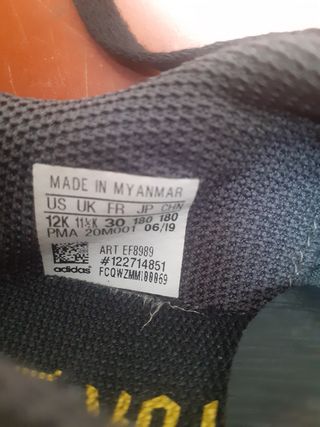 MADE IN MYANMAR
US UK FR JP CHN
12K 11½K 30 180 180
PMA 20M001 06/19
ART EF8989
#122714851
adidas FCQWZMM100069